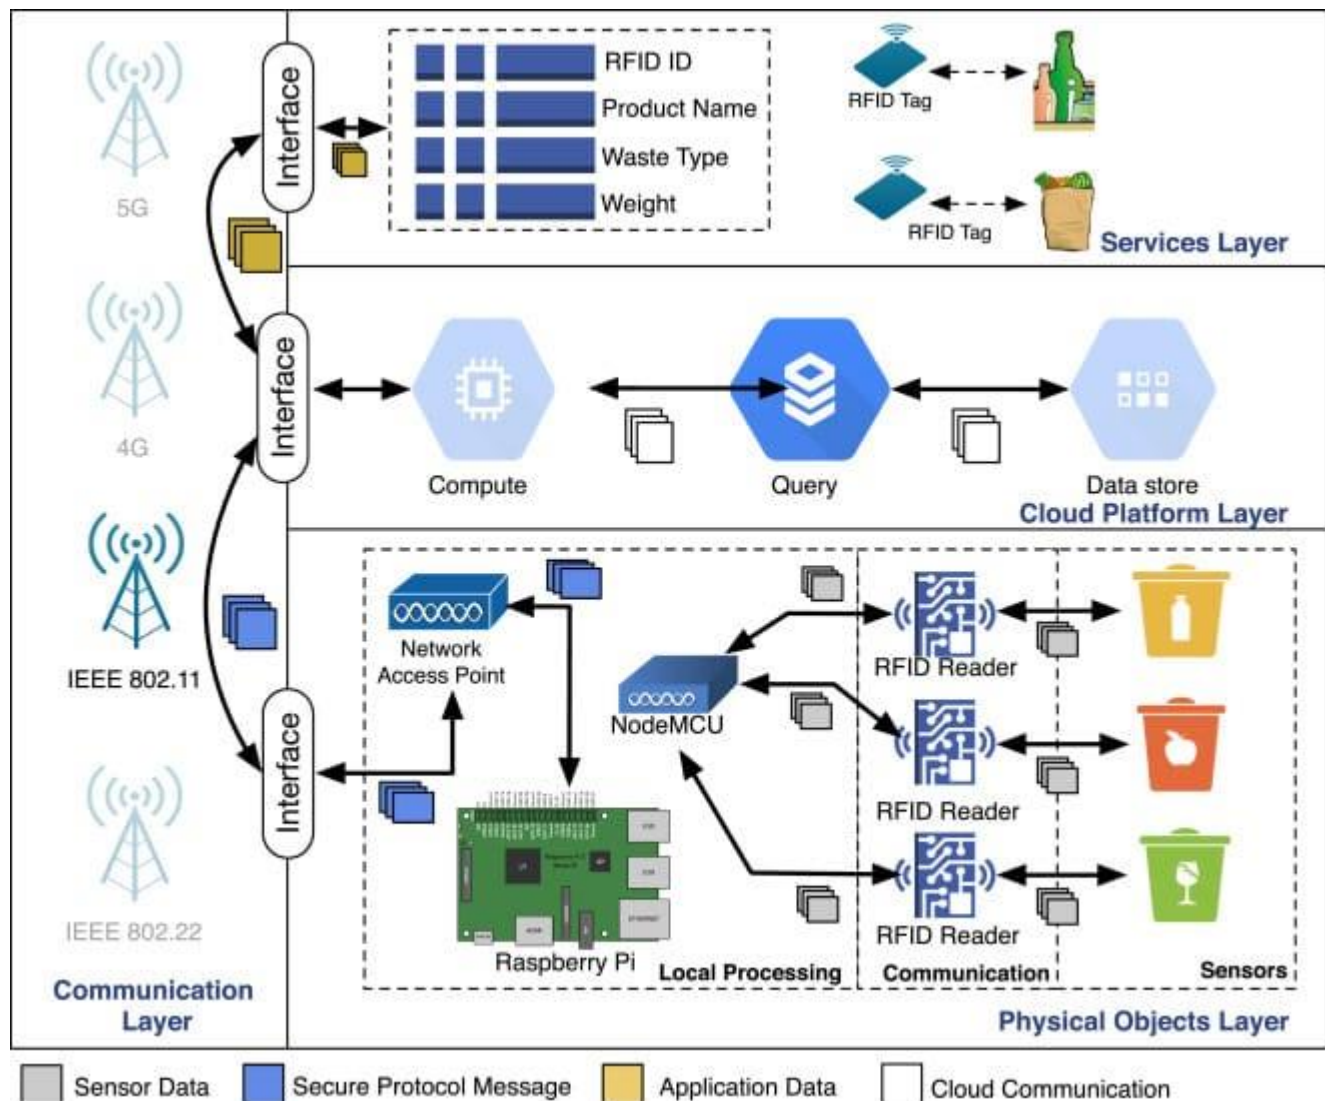 5G
4G
IEEE 802.11
IEEE 802.22
Communication
Layer
Interface
Interface
Interface
RFID ID
Product Name
Waste Type
Weight
RFID Tag
RFID Tag
Services Layer
Compute
Query
Data store
Cloud Platform Layer
Network
Access Point
NodeMCU
Raspberry Pi
RFID Reader
RFID Reader
RFID Reader
Local Processing
Communication
Sensors
Physical Objects Layer
Sensor Data
Secure Protocol Message
Application Data
Cloud Communication